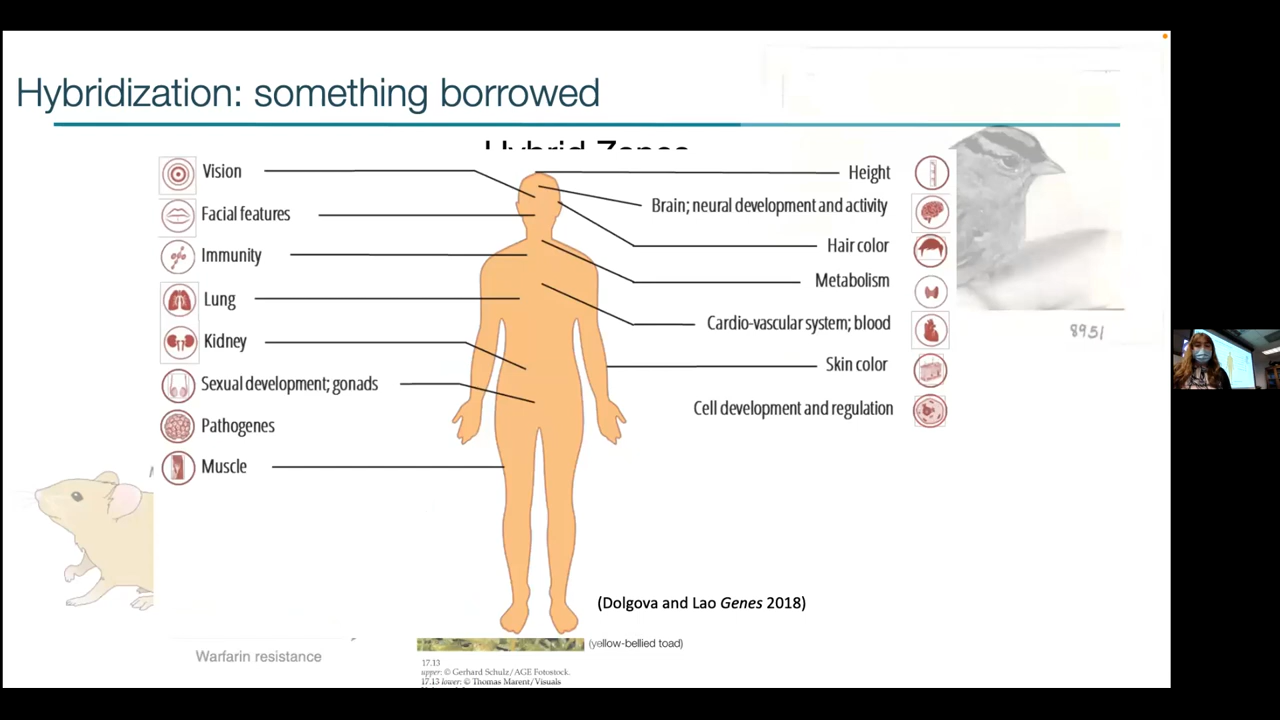 Hybridization: something borrowed
Hybrid Zones
Vision
Facial features
Immunity
Lung
Kidney
Sexual development; gonads
Pathogenes
Muscle
Height
Brain; neural development and activity
Hair color
Metabolism
Cardio-vascular system; blood
Skin color
Cell development and regulation
8951
(Dolgova and Lao Genes 2018)
(yellow-bellied toad)
Warfarin resistance
17.13
upper: © Gerhard Schulz/AGE Fotostock.
17.13 lower: © Thomas Marent/Visuals